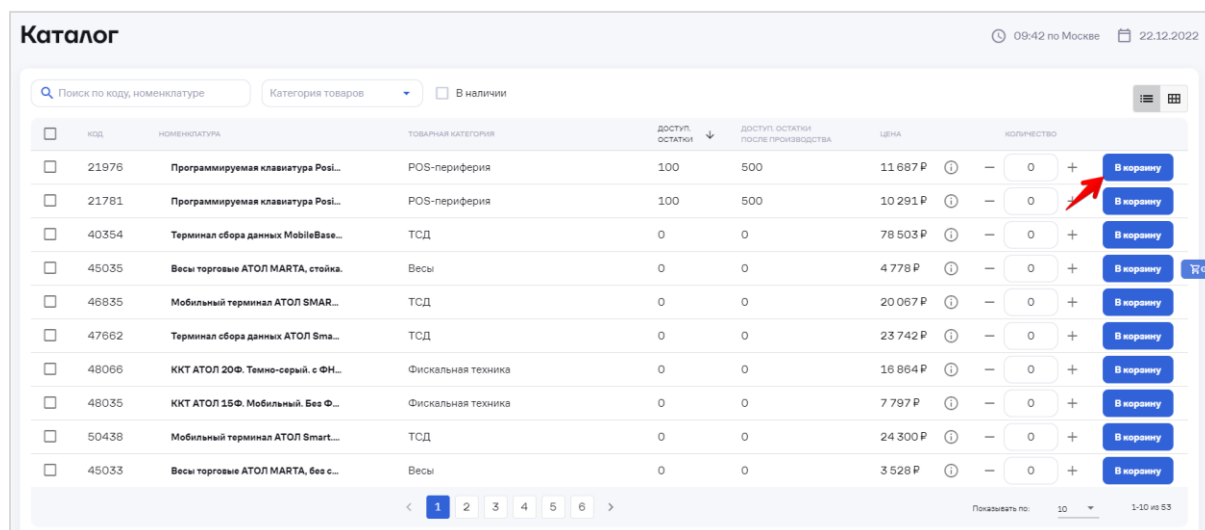 Каталог
09:42 по Москве 22.12.2022
Поиск по коду, номенклатуре Категория товаров В наличии
КОД НОМЕНКЛАТУРА ТОВАРНАЯ КАТЕГОРИЯ ДОСТУП. ОСТАТКИ ДОСТУП. ОСТАТКИ ПОСЛЕ ПРОИЗВОДСТВА ЦЕНА КОЛИЧЕСТВО
21976 Программируемая клавиатура Posi... POS-периферия 100 500 11 687 ₽ 0 В корзину
21781 Программируемая клавиатура Posi... POS-периферия 100 500 10 291 ₽ 0 В корзину
40354 Терминал сбора данных MobileBase... ТСД 0 0 78 503 ₽ 0 В корзину
45035 Весы торговые АТОЛ MARTA, стойка. Весы 0 0 4 778 ₽ 0 В корзину
46835 Мобильный терминал АТОЛ SMAR... ТСД 0 0 20 067 ₽ 0 В корзину
47662 Терминал сбора данных АТОЛ Sma... ТСД 0 0 23 742 ₽ 0 В корзину
48066 ККТ АТОЛ 20Ф. Темно-серый. с ФН... Фискальная техника 0 0 16 864 ₽ 0 В корзину
48035 ККТ АТОЛ 15Ф. Мобильный. Без Ф... Фискальная техника 0 0 7 797 ₽ 0 В корзину
50438 Мобильный терминал АТОЛ Smart.... ТСД 0 0 24 300 ₽ 0 В корзину
45033 Весы торговые АТОЛ MARTA, без с... Весы 0 0 3 528 ₽ 0 В корзину
1 2 3 4 5 6 Показывать по: 10 1-10 из 53